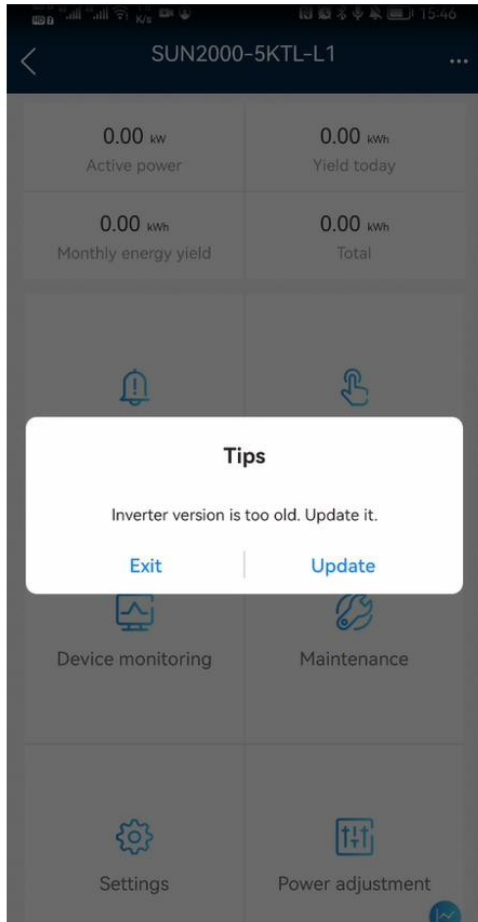 K/s 15:46
SUN2000-5KTL-L1
0.00 kW 0.00 kWh
Active power Yield today
0.00 kWh 0.00 kWh
Monthly energy yield Total
Tips
Inverter version is too old. Update it.
Exit Update
Device monitoring Maintenance
Settings Power adjustment